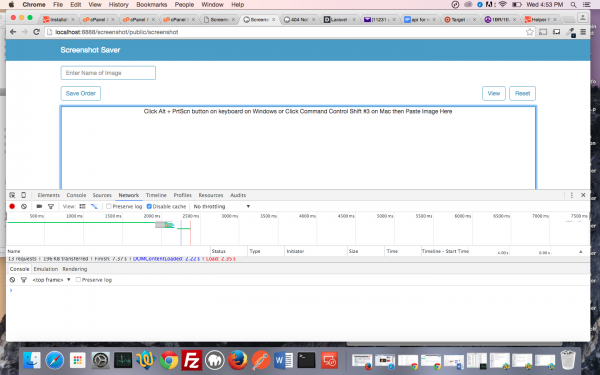 Chrome File Edit View History Bookmarks People Window Help
Wed 4:53 PM
Installati
cPanel
cPanel
cPanel
Screensh
Screensh
404 Not
Laravel
(1123)
api for
Target
1BR/1B
Helper F
localhost:8888/screenshot/public/screenshot
Screenshot Saver
Enter Name of Image
Save Order View Reset
Click Alt + PrtScn button on keyboard on Windows or Click Command Control Shift #3 on Mac then Paste Image Here
Elements Console Sources Network Timeline Profiles Resources Audits
View: Preserve log Disable cache No throttling
500 ms 1000 ms 1500 ms 2000 ms 2500 ms 3000 ms 3500 ms 4000 ms 4500 ms 5000 ms 5500 ms 6000 ms 6500 ms 7000 ms 7500 ms
Name Status Type Initiator Size Time Timeline - Start Time 4.00 s 6.00 s
13 requests | 196 KB transferred | Finish: 7.37 s | DOMContentLoaded: 2.22 s | Load: 2.35 s
Console Emulation Rendering
<top frame> Preserve log
>